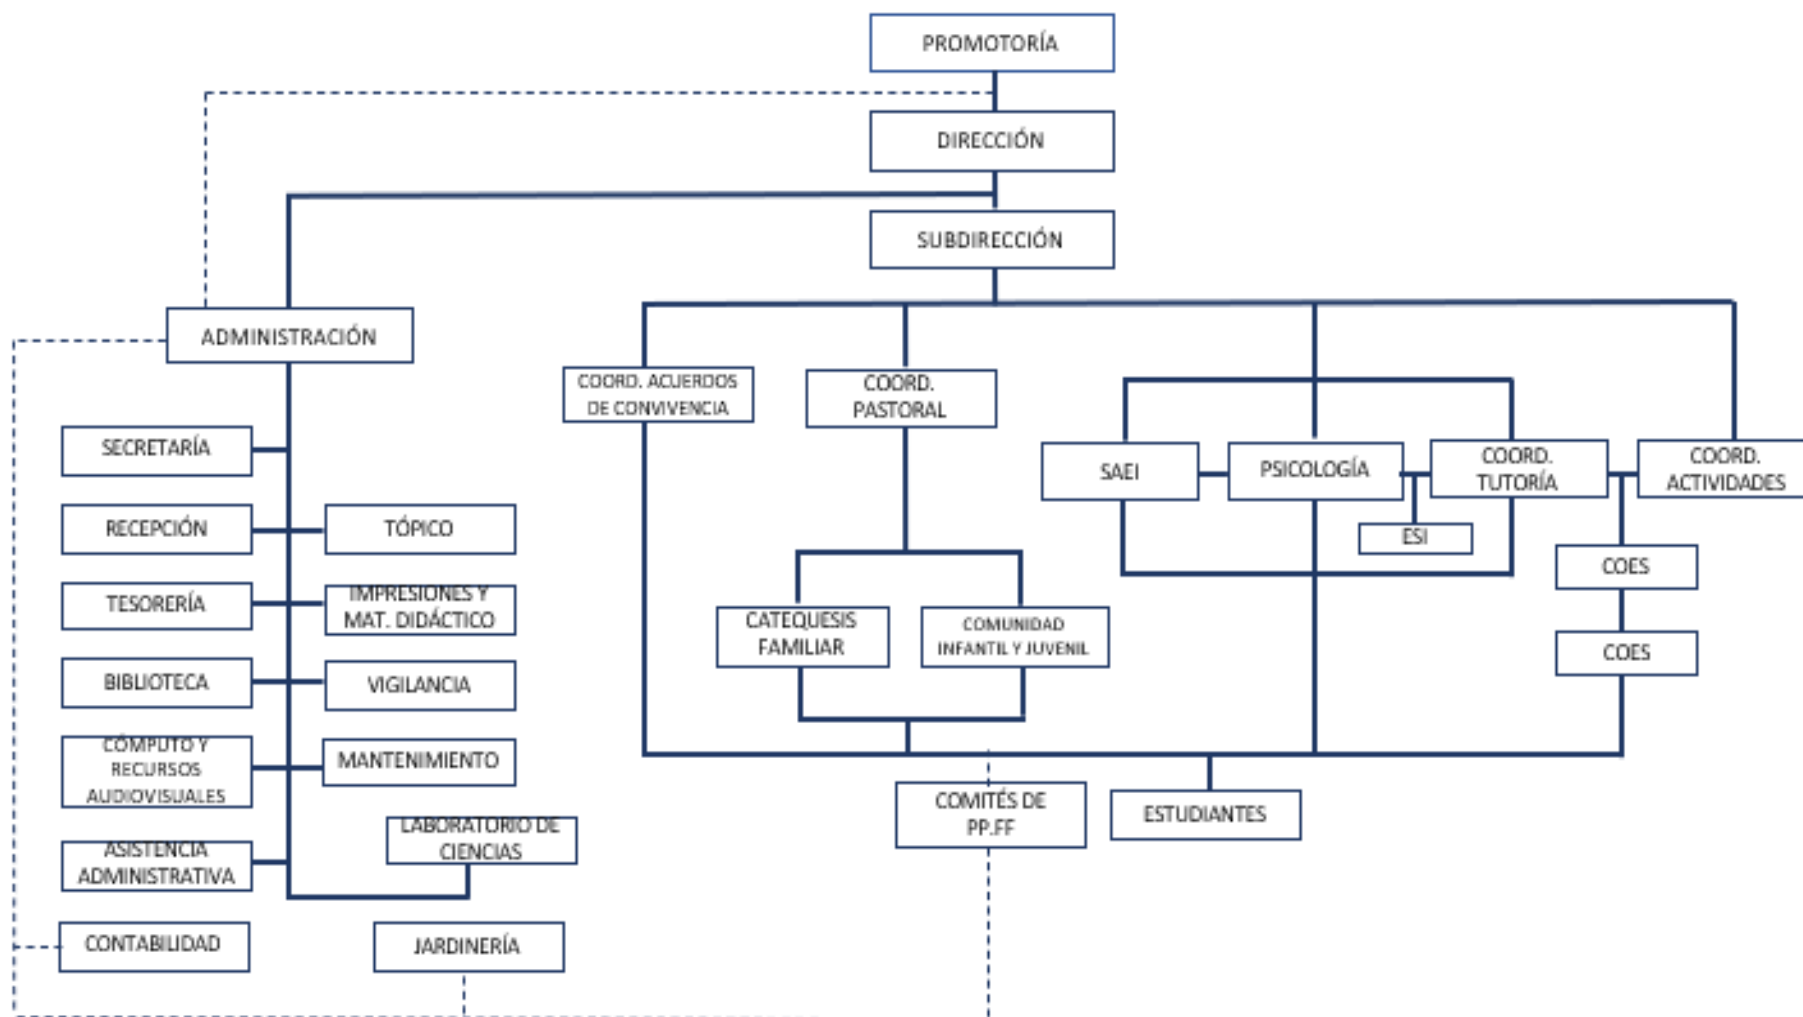 PROMOTORÍA
DIRECCIÓN
SUBDIRECCIÓN
ADMINISTRACIÓN
SECRETARÍA
RECEPCIÓN
TÓPICO
TESORERÍA
IMPRESIONES Y
MAT. DIDÁCTICO
BIBLIOTECA
VIGILANCIA
CÓMPUTO Y
RECURSOS
AUDIOVISUALES
MANTENIMIENTO
LABORATORIO DE
CIENCIAS
ASISTENCIA
ADMINISTRATIVA
CONTABILIDAD
JARDINERÍA
COORD. ACUERDOS
DE CONVIVENCIA
COORD.
PASTORAL
CATEQUESIS
FAMILIAR
COMUNIDAD
INFANTIL Y JUVENIL
SAEI
PSICOLOGÍA
COORD.
TUTORÍA
COORD.
ACTIVIDADES
ESI
COES
COES
COMITÉS DE
PP.FF
ESTUDIANTES